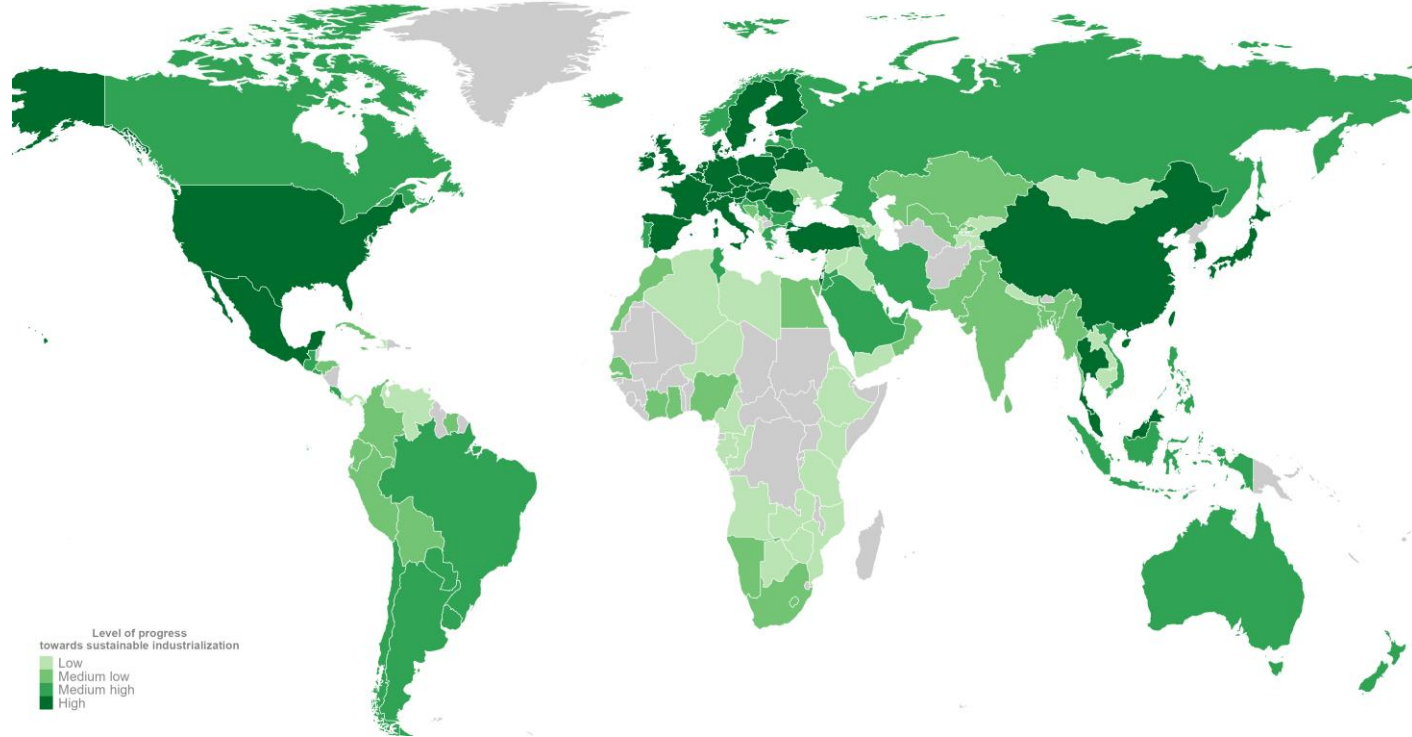 Level of progress
towards sustainable industrialization
Low
Medium low
Medium high
High